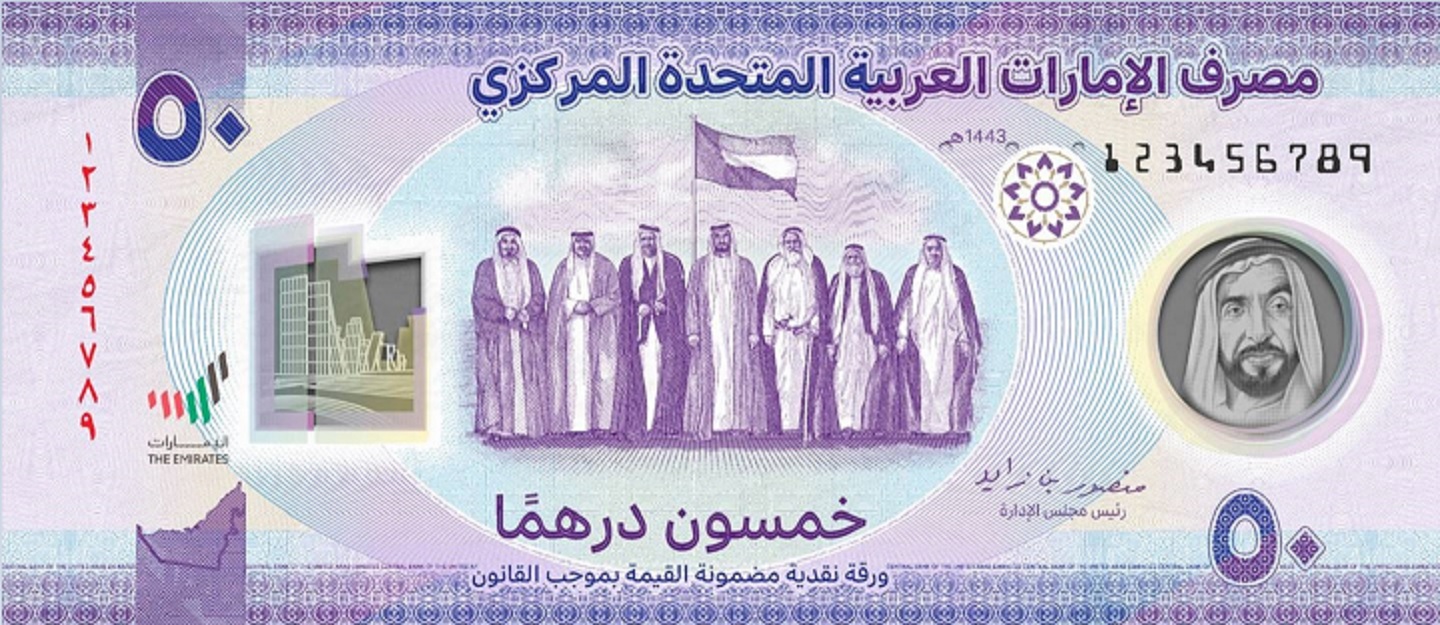 مصرف الإمارات العربية المتحدة المركزي
٥٠
1443هـ
123456789
١٢٣٤٥٦٧٨٩
الإمارات
THE EMIRATES
منصور بن زايد
رئيس مجلس الإدارة
خمسون درهمًا
٥٠
ورقة نقدية مضمونة القيمة بموجب القانون